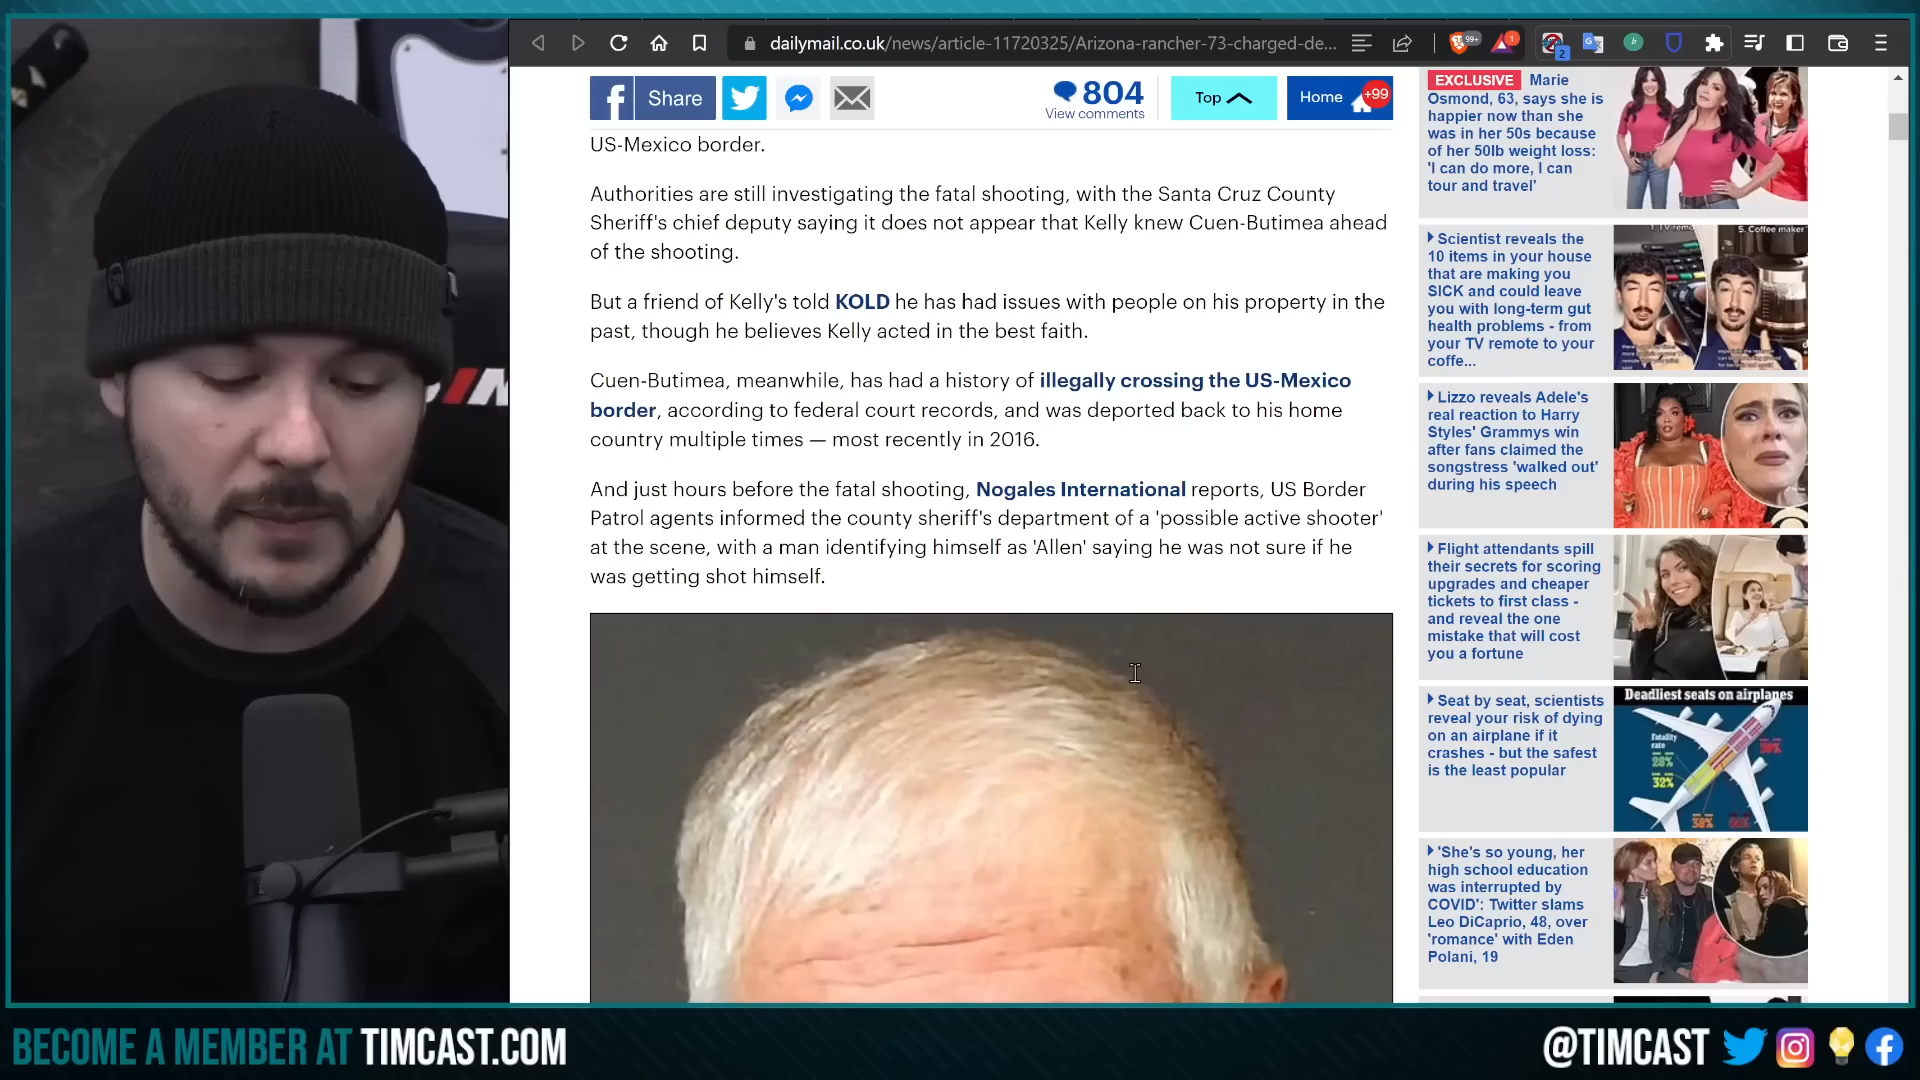 dailymail.co.uk/news/article-11720325/Arizona-rancher-73-charged-de...
99+
1
2
Share
804
View comments
Top
Home
+99
US-Mexico border.
Authorities are still investigating the fatal shooting, with the Santa Cruz County
Sheriff's chief deputy saying it does not appear that Kelly knew Cuen-Butimea ahead
of the shooting.
But a friend of Kelly's told KOLD he has had issues with people on his property in the
past, though he believes Kelly acted in the best faith.
Cuen-Butimea, meanwhile, has had a history of illegally crossing the US-Mexico
border, according to federal court records, and was deported back to his home
country multiple times — most recently in 2016.
And just hours before the fatal shooting, Nogales International reports, US Border
Patrol agents informed the county sheriff's department of a 'possible active shooter'
at the scene, with a man identifying himself as 'Allen' saying he was not sure if he
was getting shot himself.
EXCLUSIVE Marie
Osmond, 63, says she is
happier now than she
was in her 50s because
of her 50lb weight loss:
'I can do more, I can
tour and travel'
Scientist reveals the
10 items in your house
that are making you
SICK and could leave
you with long-term gut
health problems - from
your TV remote to your
coffe...
5. Coffee maker
Lizzo reveals Adele's
real reaction to Harry
Styles' Grammys win
after fans claimed the
songstress 'walked out'
during his speech
Flight attendants spill
their secrets for scoring
upgrades and cheaper
tickets to first class -
and reveal the one
mistake that will cost
you a fortune
Seat by seat, scientists
reveal your risk of dying
on an airplane if it
crashes - but the safest
is the least popular
Deadliest seats on airplanes
Fatality
rate
28%
32%
38%
'She's so young, her
high school education
was interrupted by
COVID': Twitter slams
Leo DiCaprio, 48, over
'romance' with Eden
Polani, 19
BECOME A MEMBER AT TIMCAST.COM
@TIMCAST